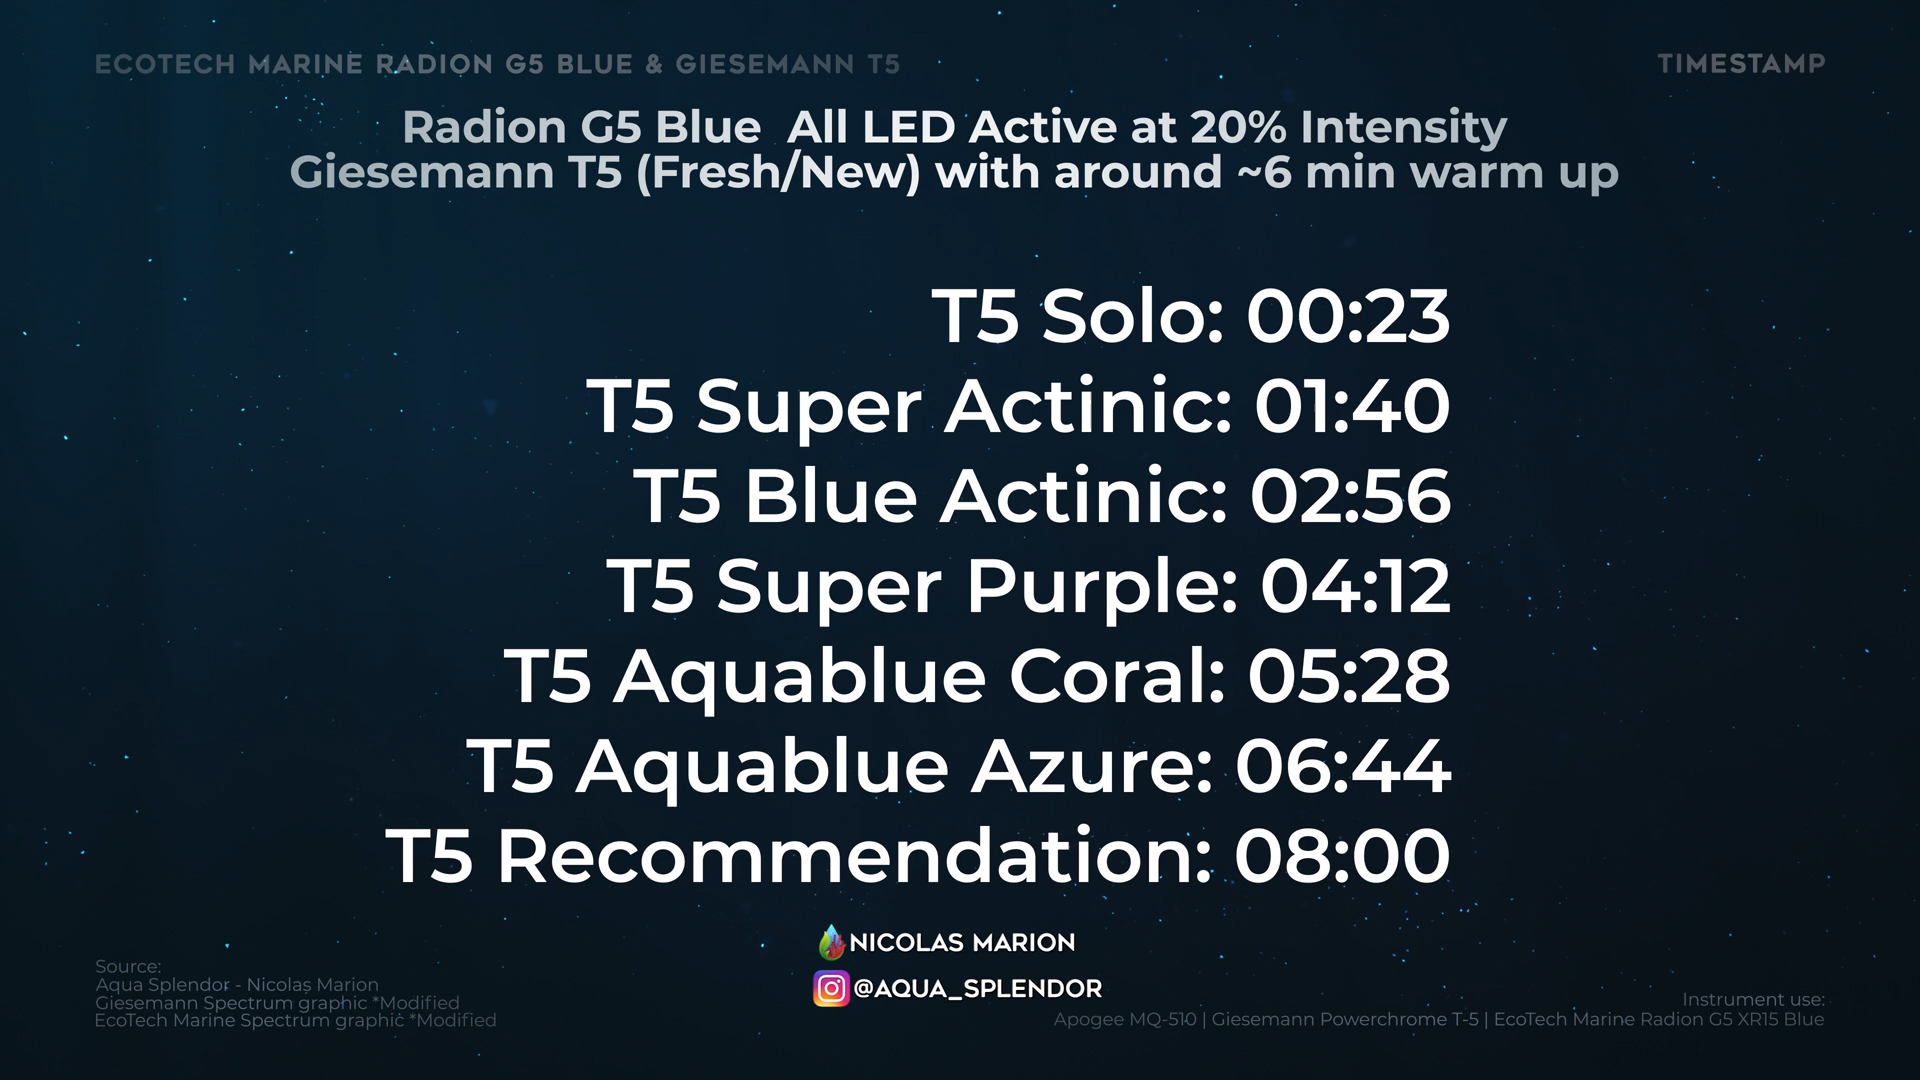 ECOTECH MARINE RADION G5 BLUE & GIESEMANN T5
TIMESTAMP
Radion G5 Blue  All LED Active at 20% Intensity
Giesemann T5 (Fresh/New) with around ~6 min warm up
T5 Solo: 00:23
T5 Super Actinic: 01:40
T5 Blue Actinic: 02:56
T5 Super Purple: 04:12
T5 Aquablue Coral: 05:28
T5 Aquablue Azure: 06:44
T5 Recommendation: 08:00
NICOLAS MARION
@AQUA_SPLENDOR
Source:
Aqua Splendor - Nicolas Marion
Giesemann Spectrum graphic *Modified
EcoTech Marine Spectrum graphic *Modified
Instrument use:
Apogee MQ-510 | Giesemann Powerchrome T-5 | EcoTech Marine Radion G5 XR15 Blue